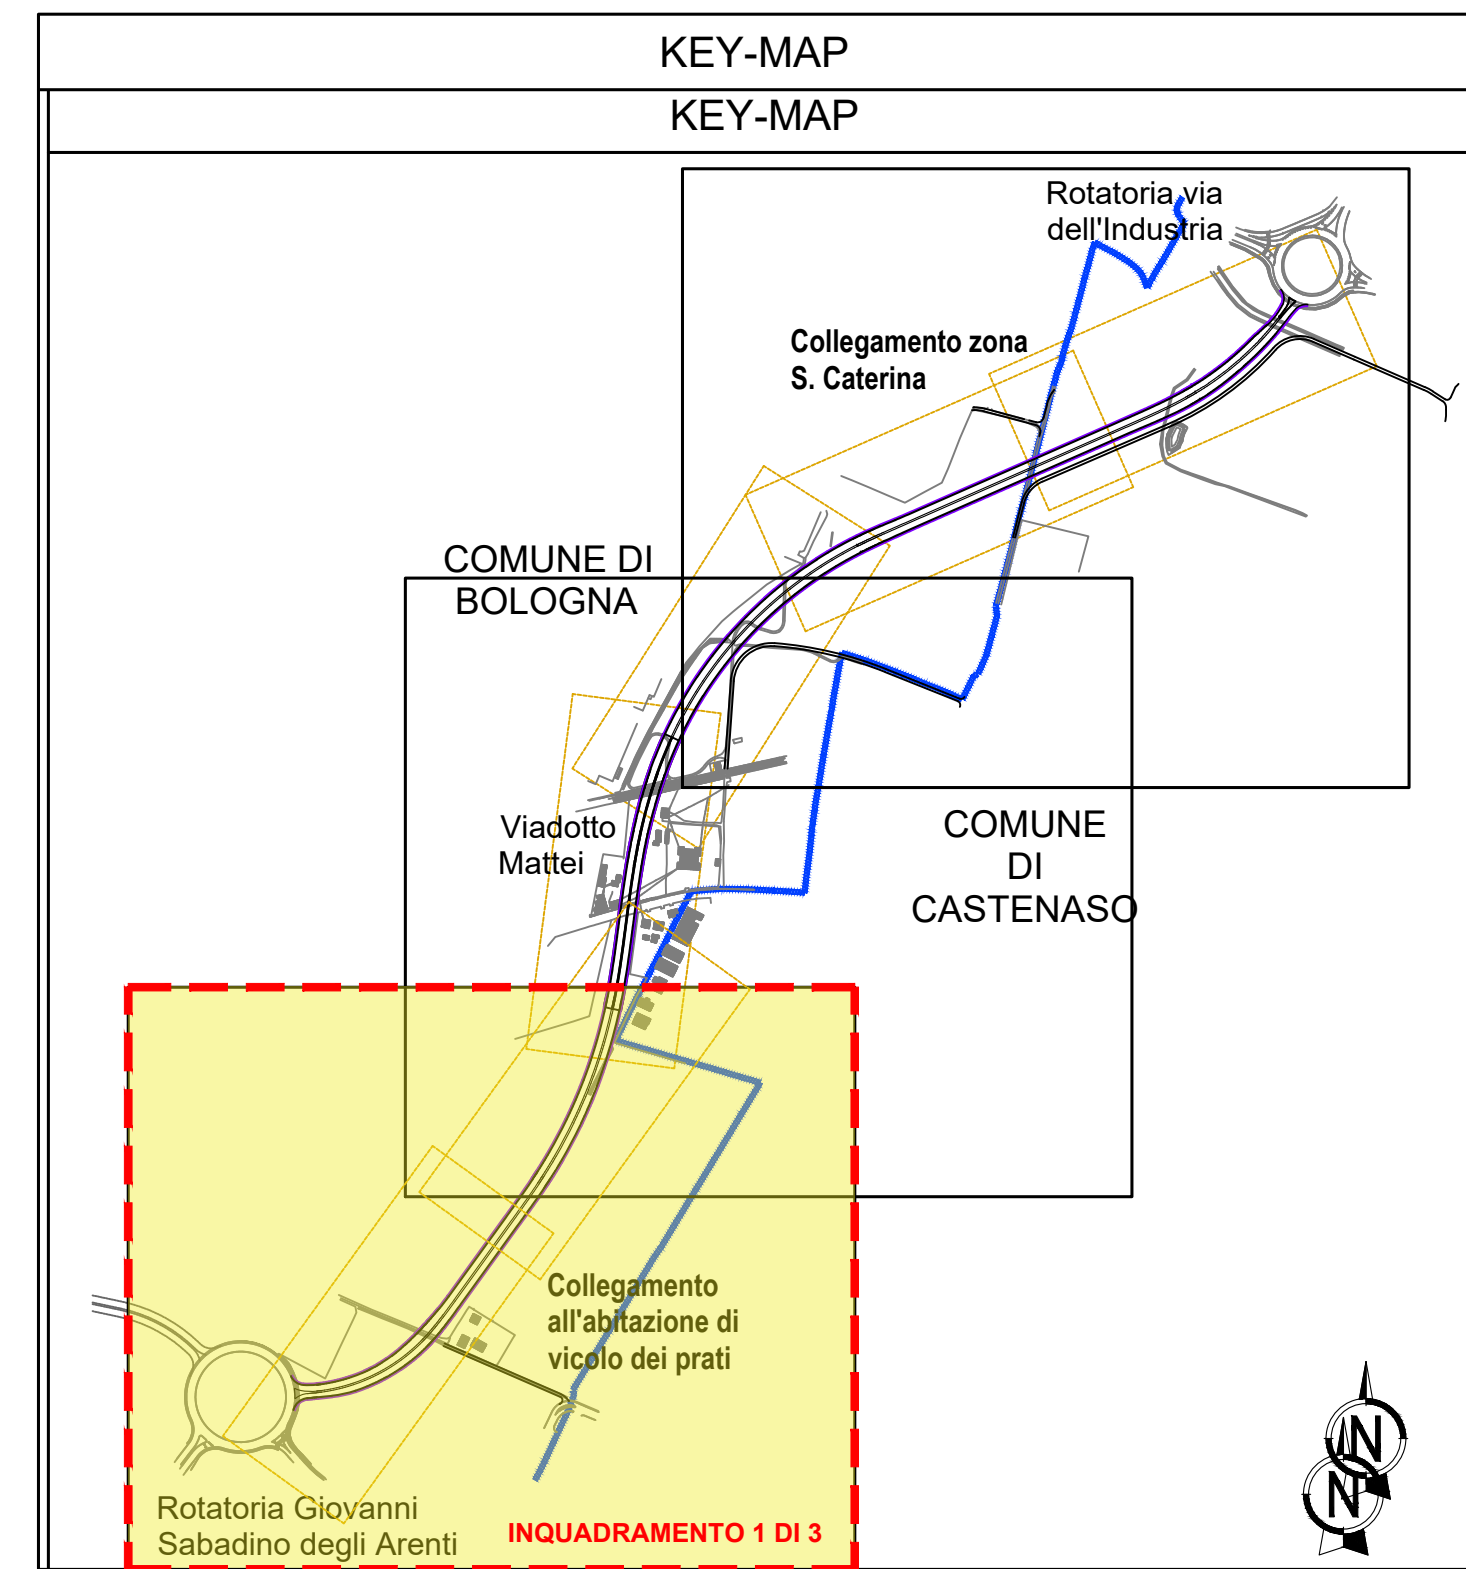 KEY-MAP
KEY-MAP
Rotatoria via
dell'Industria
Collegamento zona
S. Caterina
COMUNE DI
BOLOGNA
Viadotto
Mattei
COMUNE
DI
CASTENASO
Collegamento
all'abitazione di
vicolo dei prati
Rotatoria Giovanni
Sabadino degli Arenti
INQUADRAMENTO 1 DI 3
N
N